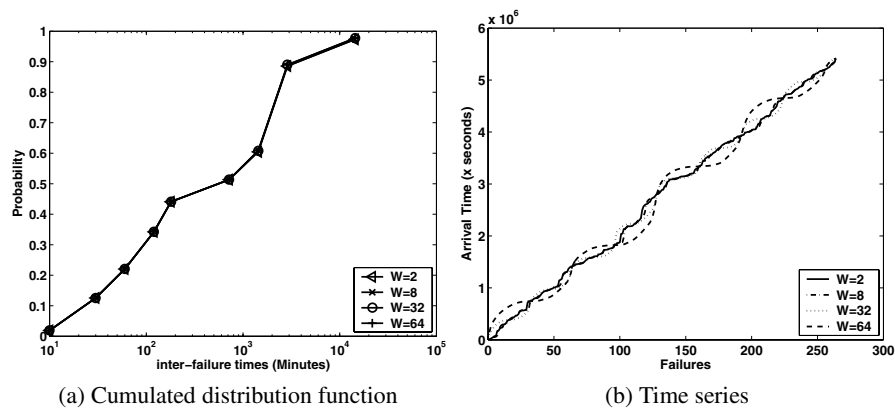 1
0.9
0.8
0.7
0.6
0.5
0.4
0.3
0.2
0.1
0
Probability
10^1
10^2
10^3
10^4
10^5
inter−failure times (Minutes)
W=2
W=8
W=32
W=64
(a) Cumulated distribution function
x 10^6
6
5
4
3
2
1
0
Arrival Time (x seconds)
0
50
100
150
200
250
300
Failures
W=2
W=8
W=32
W=64
(b) Time series